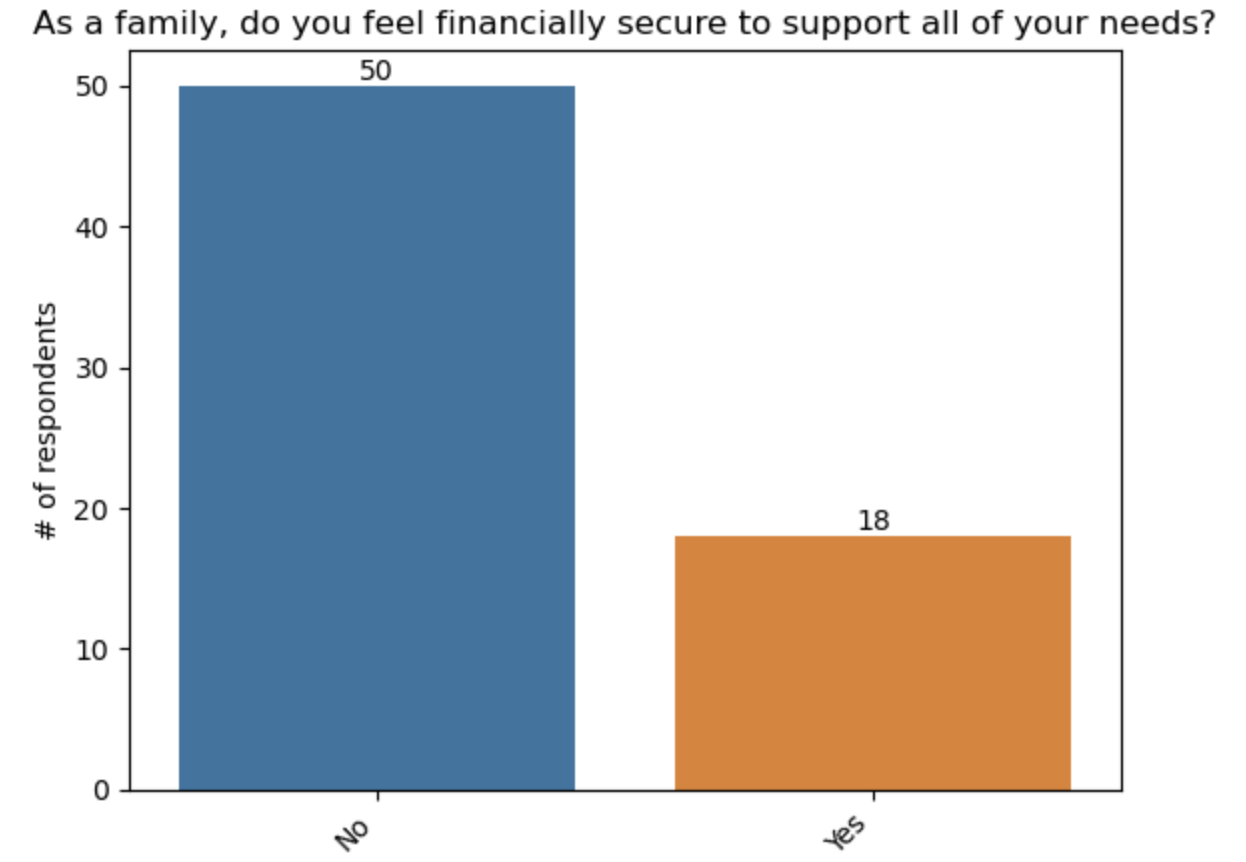 As a family, do you feel financially secure to support all of your needs?
50
50
40
30
# of respondents
20
18
10
0
No
Yes